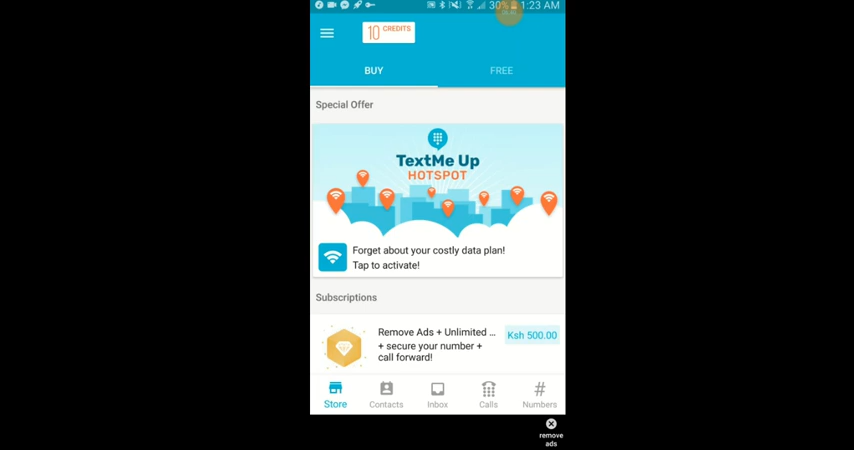 30% 1:23 AM
10 CREDITS
BUY FREE
Special Offer
TextMe Up
HOTSPOT
Forget about your costly data plan!
Tap to activate!
Subscriptions
Remove Ads + Unlimited ...
Ksh 500.00
+ secure your number +
call forward!
Store Contacts Inbox Calls Numbers
remove
ads